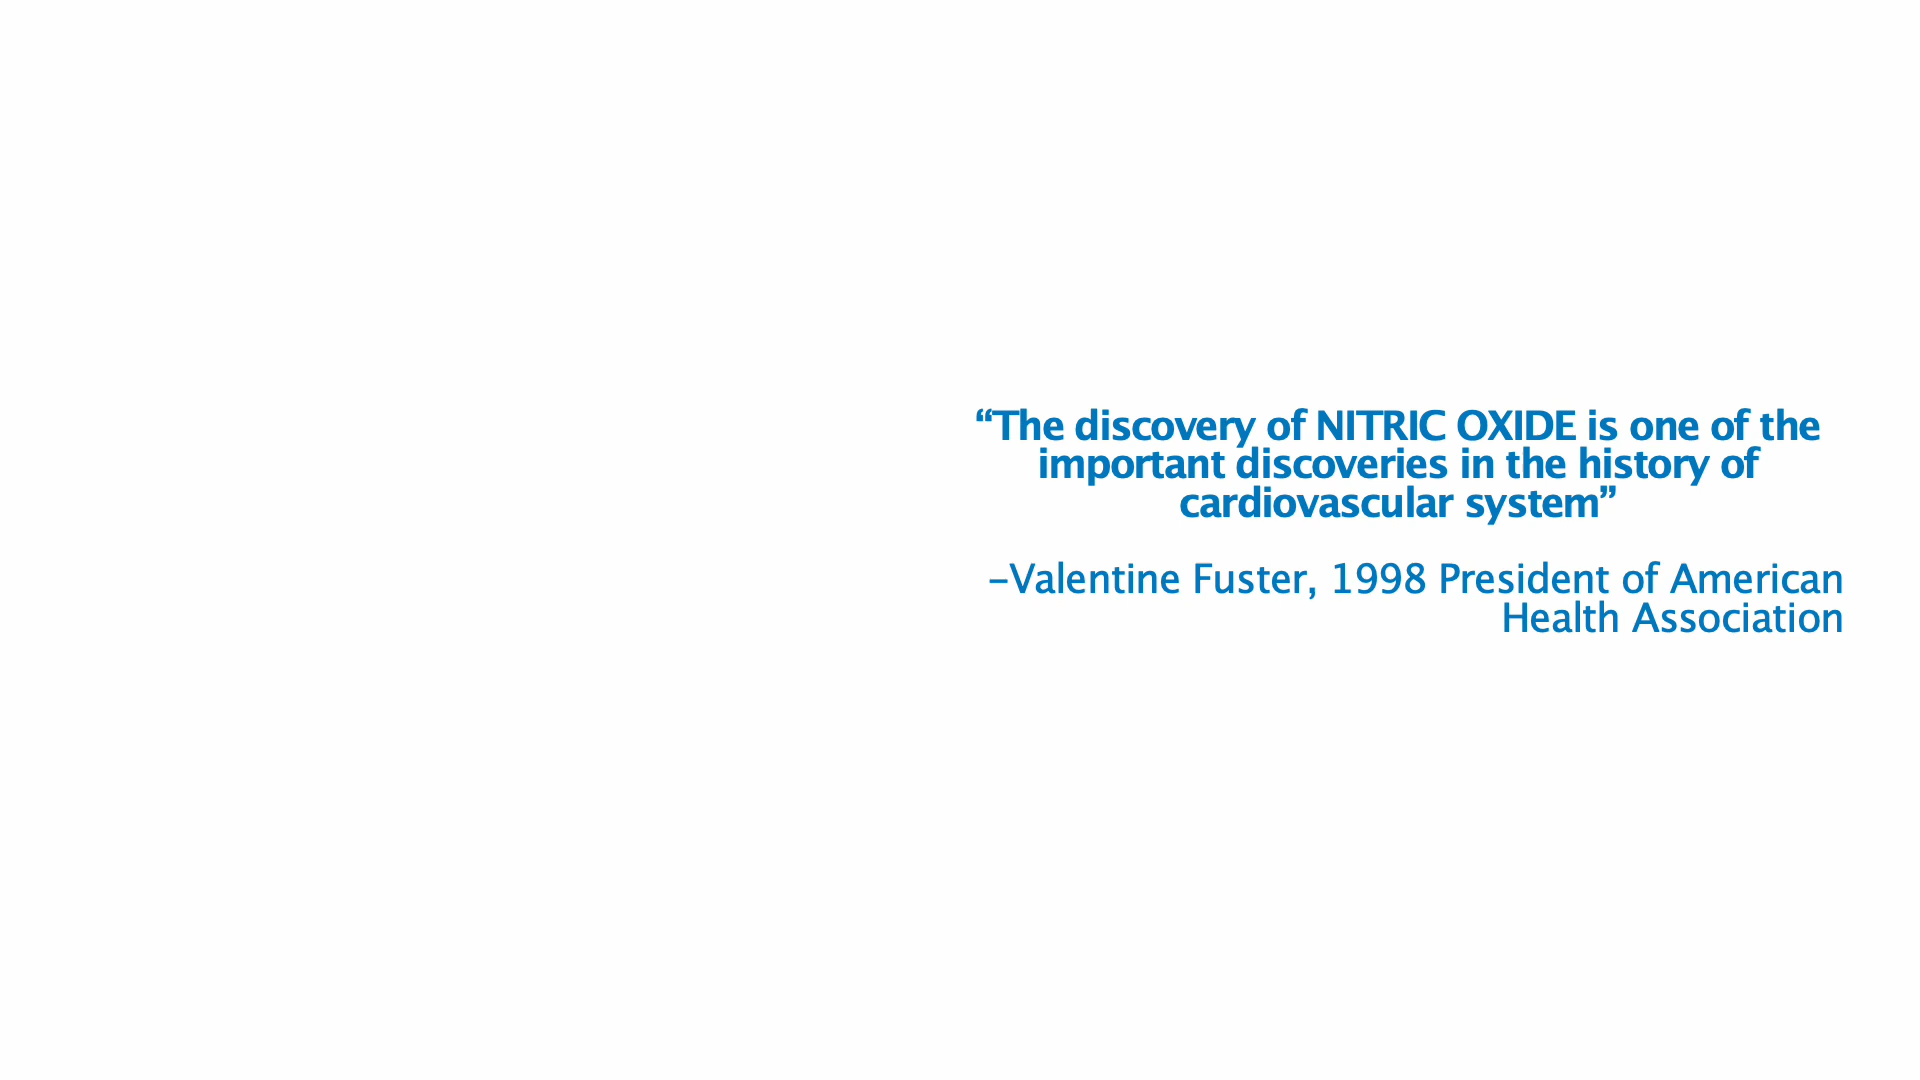 “The discovery of NITRIC OXIDE is one of the
important discoveries in the history of
cardiovascular system”
–Valentine Fuster, 1998 President of American
Health Association